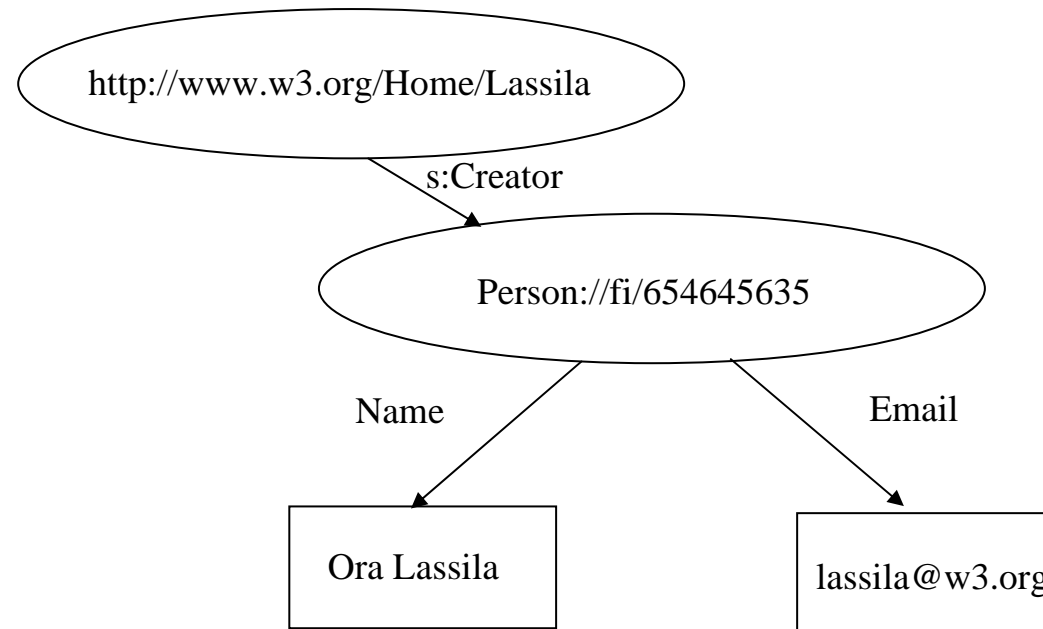 http://www.w3.org/Home/Lassila
s:Creator
Person://fi/654645635
Name
Email
Ora Lassila
lassila@w3.org